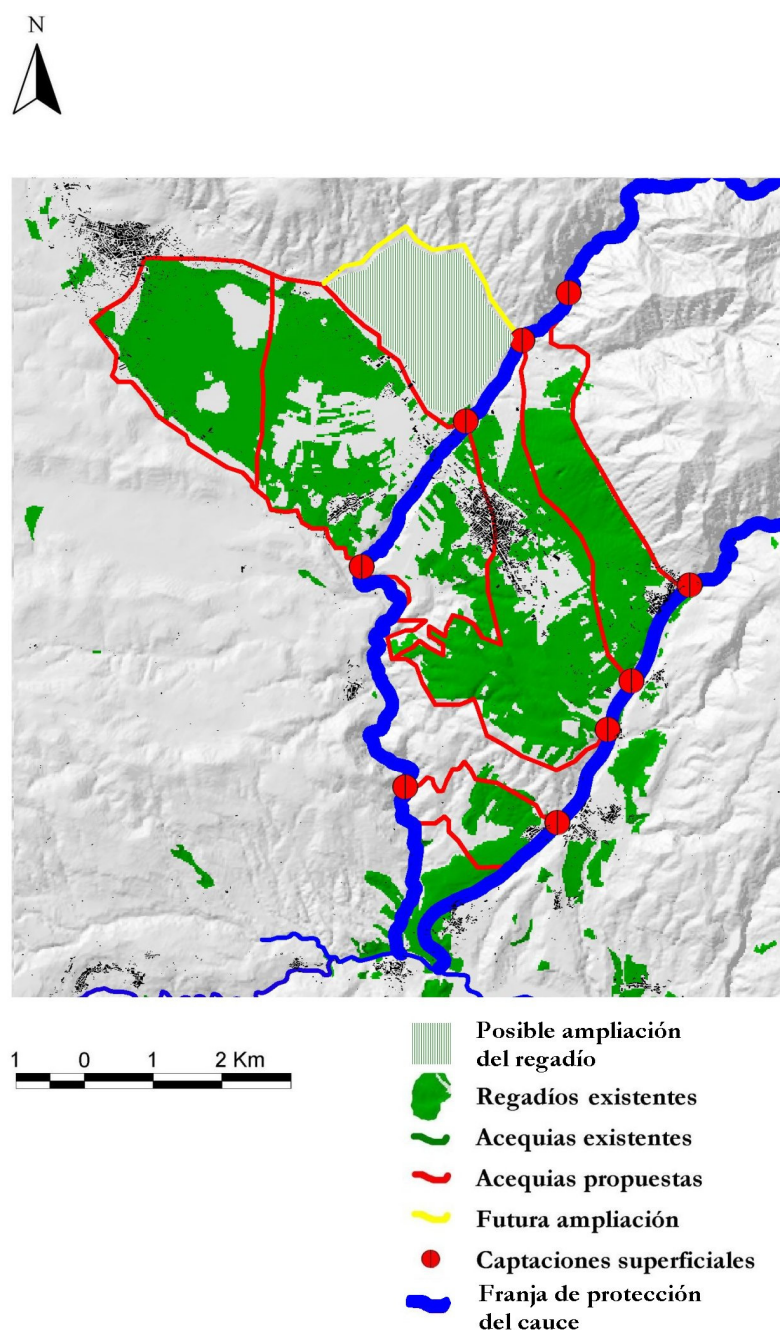 N
1 0 1 2 Km
Posible ampliación
del regadío
Regadíos existentes
Acequias existentes
Acequias propuestas
Futura ampliación
Captaciones superficiales
Franja de protección
del cauce